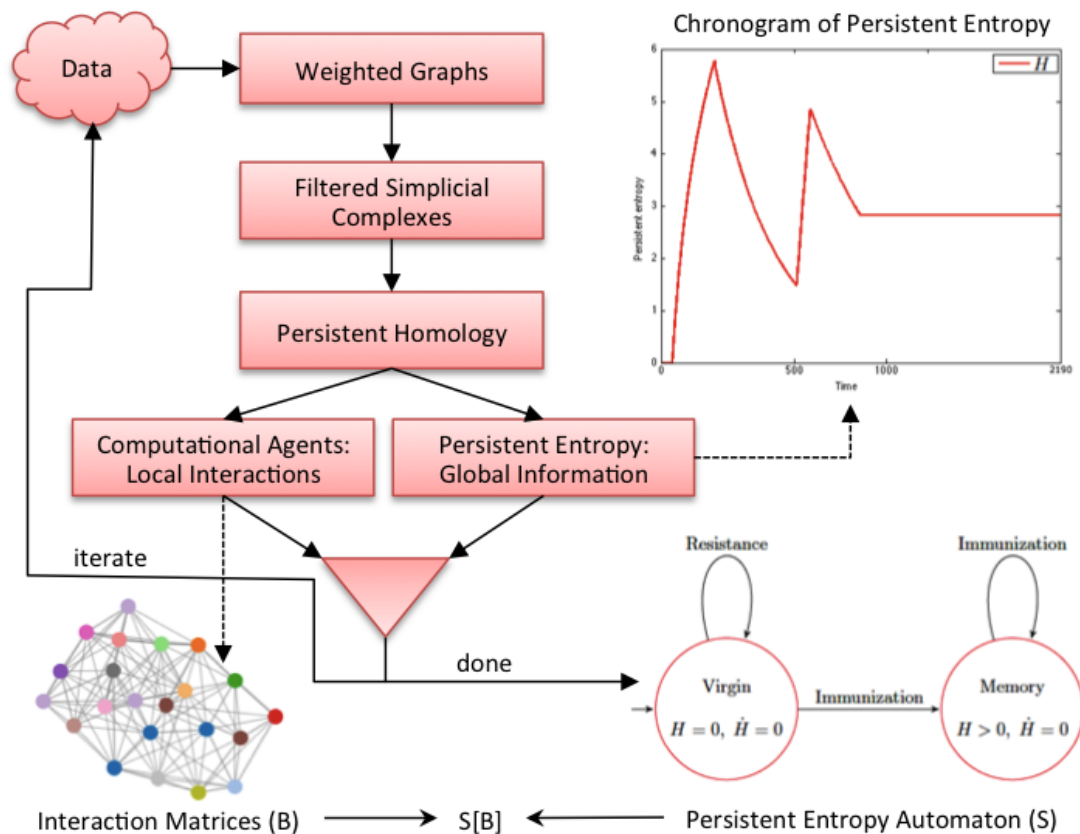 Chronogram of Persistent Entropy
Data
Weighted Graphs
Filtered Simplicial
Complexes
Persistent Homology
Computational Agents:
Local Interactions
Persistent Entropy:
Global Information
6
5
4
3
2
1
0
Persistent entropy
H
0
500
1000
2190
Time
iterate
done
Resistance
Immunization
Virgin
H = 0, Ḣ = 0
Immunization
Memory
H > 0, Ḣ = 0
Interaction Matrices (B)
S[B]
Persistent Entropy Automaton (S)